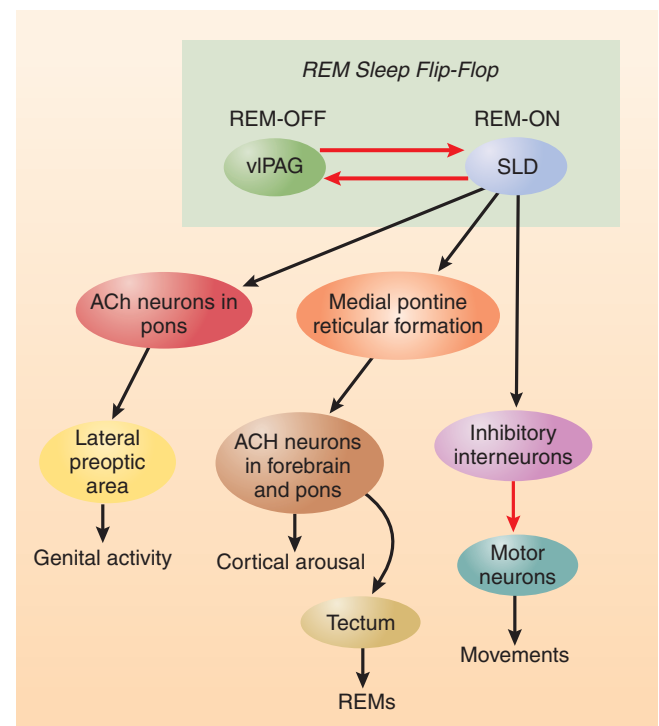 REM Sleep Flip-Flop
REM-OFF
REM-ON
vlPAG
SLD
ACh neurons in
pons
Medial pontine
reticular formation
Lateral
preoptic
area
ACH neurons
in forebrain
and pons
Inhibitory
interneurons
Genital activity
Cortical arousal
Motor
neurons
Tectum
Movements
REMs